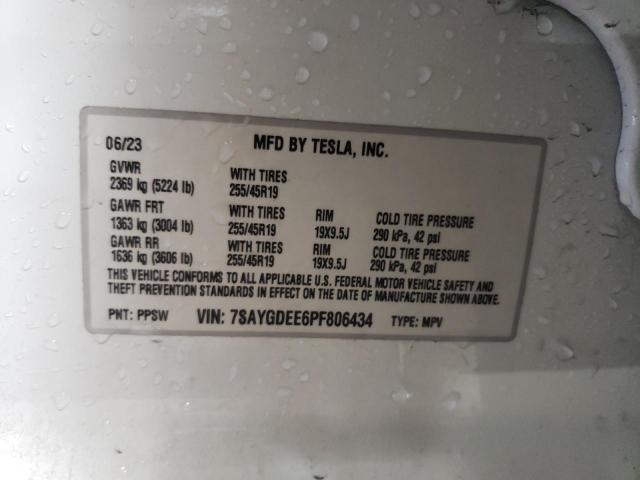 06/23 MFD BY TESLA, INC.
GVWR WITH TIRES
2369 kg (5224 lb) 255/45R19
GAWR FRT WITH TIRES RIM COLD TIRE PRESSURE
1363 kg (3004 lb) 255/45R19 19X9.5J 290 kPa, 42 psi
GAWR RR WITH TIRES RIM COLD TIRE PRESSURE
1636 kg (3606 lb) 255/45R19 19X9.5J 290 kPa, 42 psi
THIS VEHICLE CONFORMS TO ALL APPLICABLE U.S. FEDERAL MOTOR VEHICLE SAFETY AND
THEFT PREVENTION STANDARDS IN EFFECT ON THE DATE OF MANUFACTURE SHOWN ABOVE.
PNT: PPSW VIN: 7SAYGDEE6PF806434 TYPE: MPV